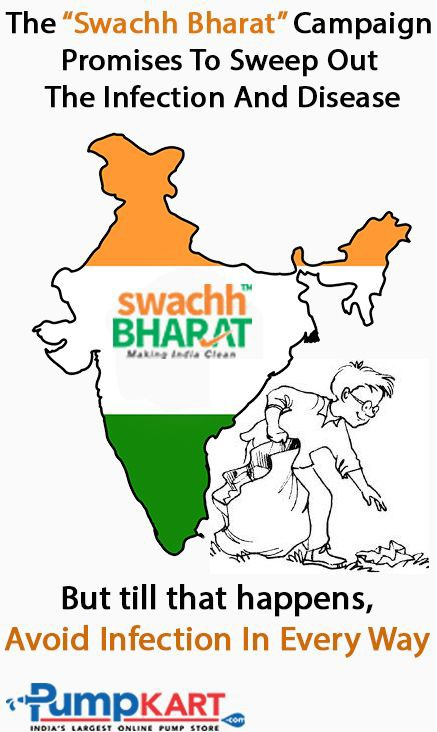 The “Swachh Bharat” Campaign
Promises To Sweep Out
The Infection And Disease
swachh™
BHARAT
Making India Clean
But till that happens,
Avoid Infection In Every Way
PumpKART
.com
INDIA'S LARGEST ONLINE PUMP STORE